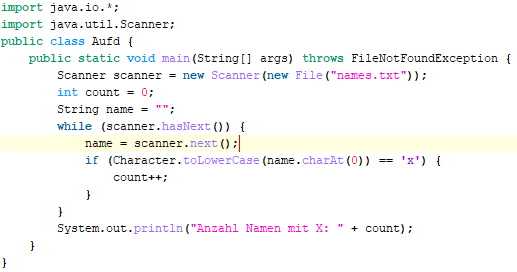 import java.io.*;
import java.util.Scanner;
public class Aufd {
    public static void main(String[] args) throws FileNotFoundException {
        Scanner scanner = new Scanner(new File("names.txt"));
        int count = 0;
        String name = "";
        while (scanner.hasNext()) {
            name = scanner.next();
            if (Character.toLowerCase(name.charAt(0)) == 'x') {
                count++;
            }
        }
        System.out.println("Anzahl Namen mit X: " + count);
    }
}